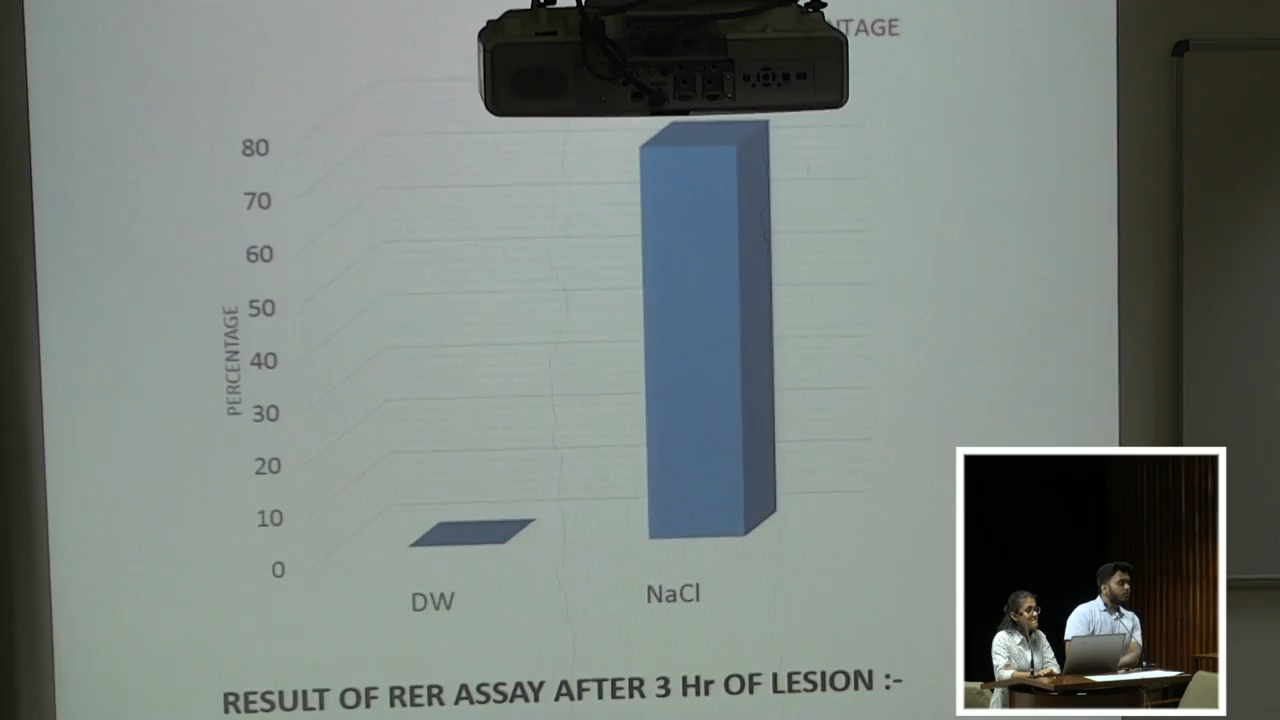 80
70
60
50
40
30
20
10
0
PERCENTAGE
DW
NaCl
RESULT OF RER ASSAY AFTER 3 Hr OF LESION :-